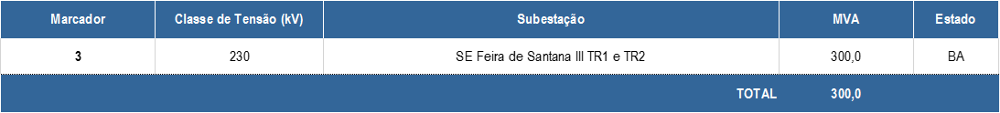 Marcador Classe de Tensão (kV) Subestação MVA Estado
3 230 SE Feira de Santana III TR1 e TR2 300,0 BA
TOTAL 300,0